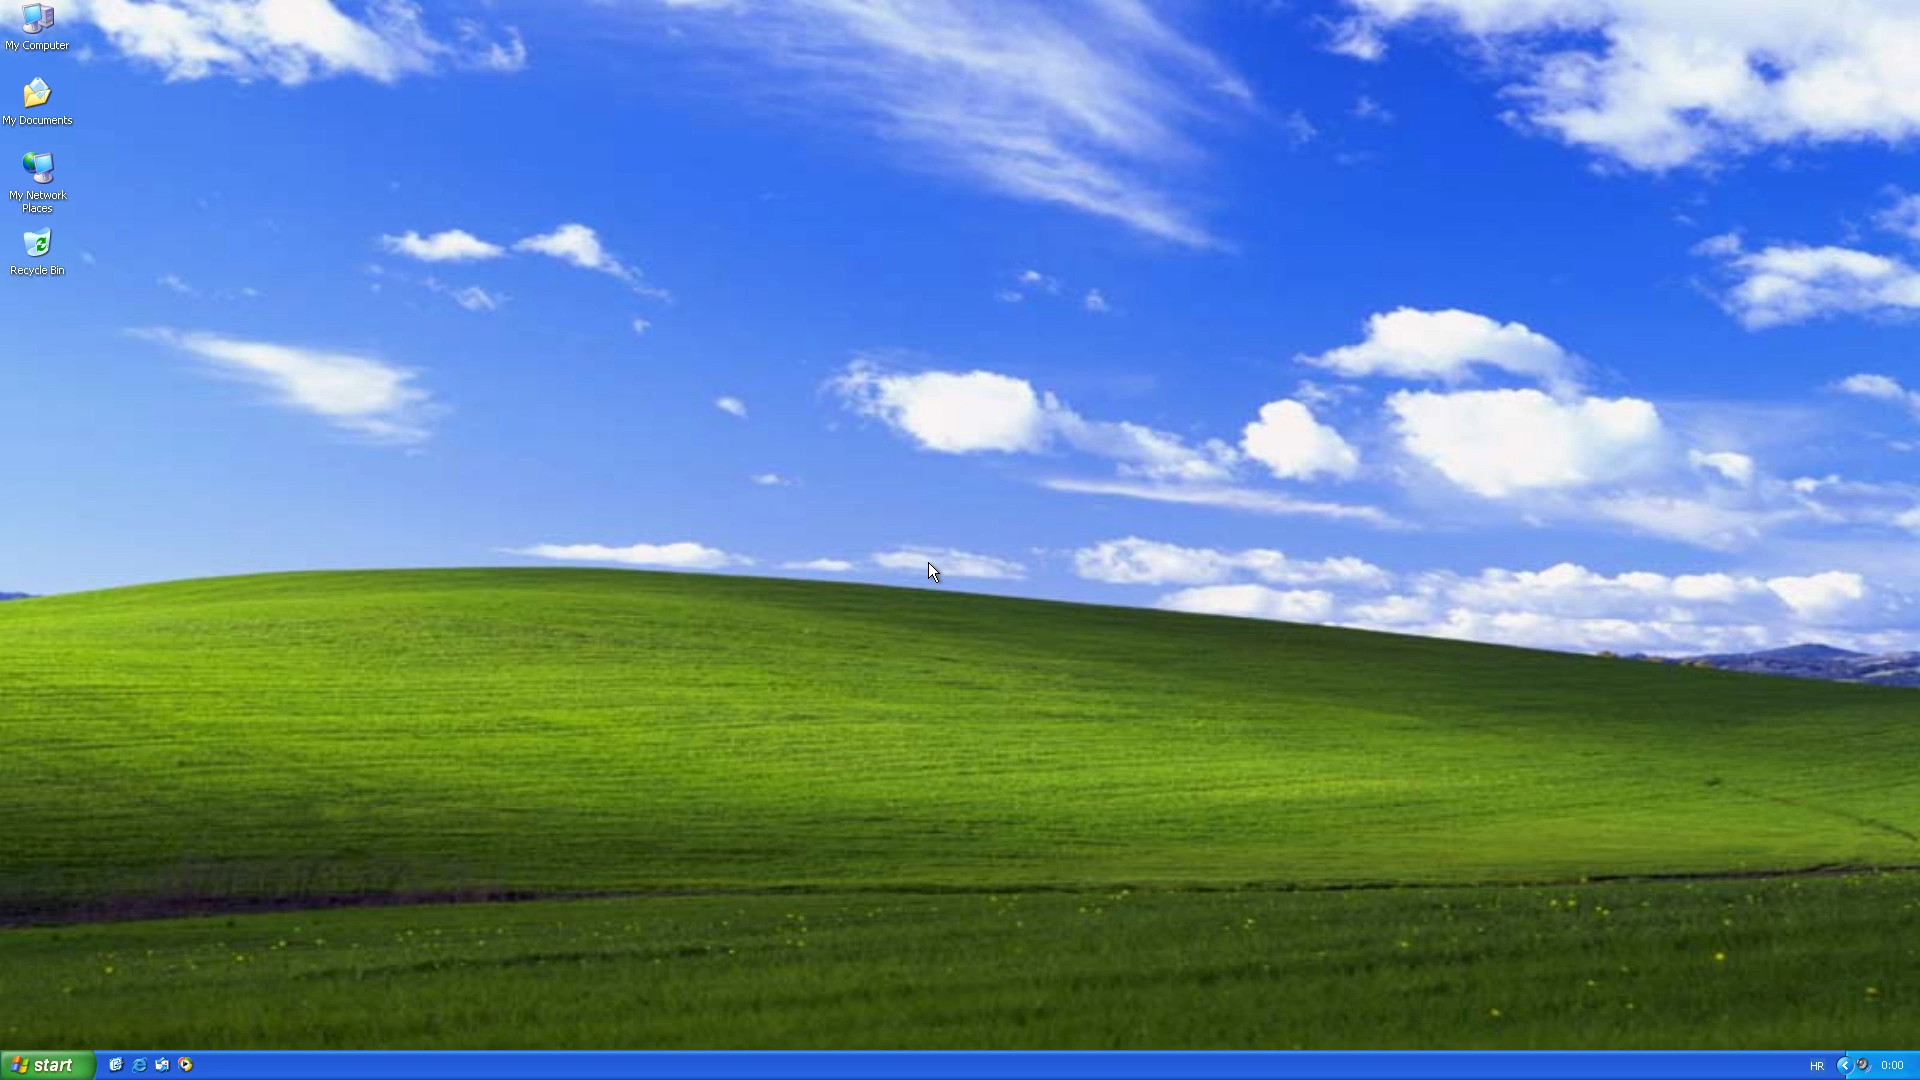 My Computer
My Documents
My Network
Places
Recycle Bin
start
HR
0:00